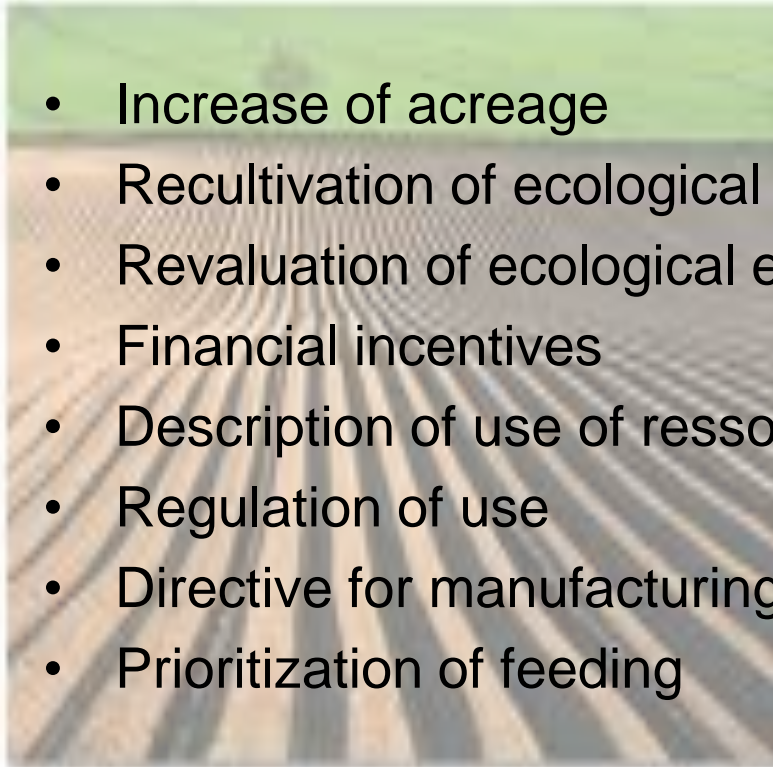 • Increase of acreage
• Recultivation of ecological
• Revaluation of ecological e
• Financial incentives
• Description of use of resso
• Regulation of use
• Directive for manufacturing
• Prioritization of feeding